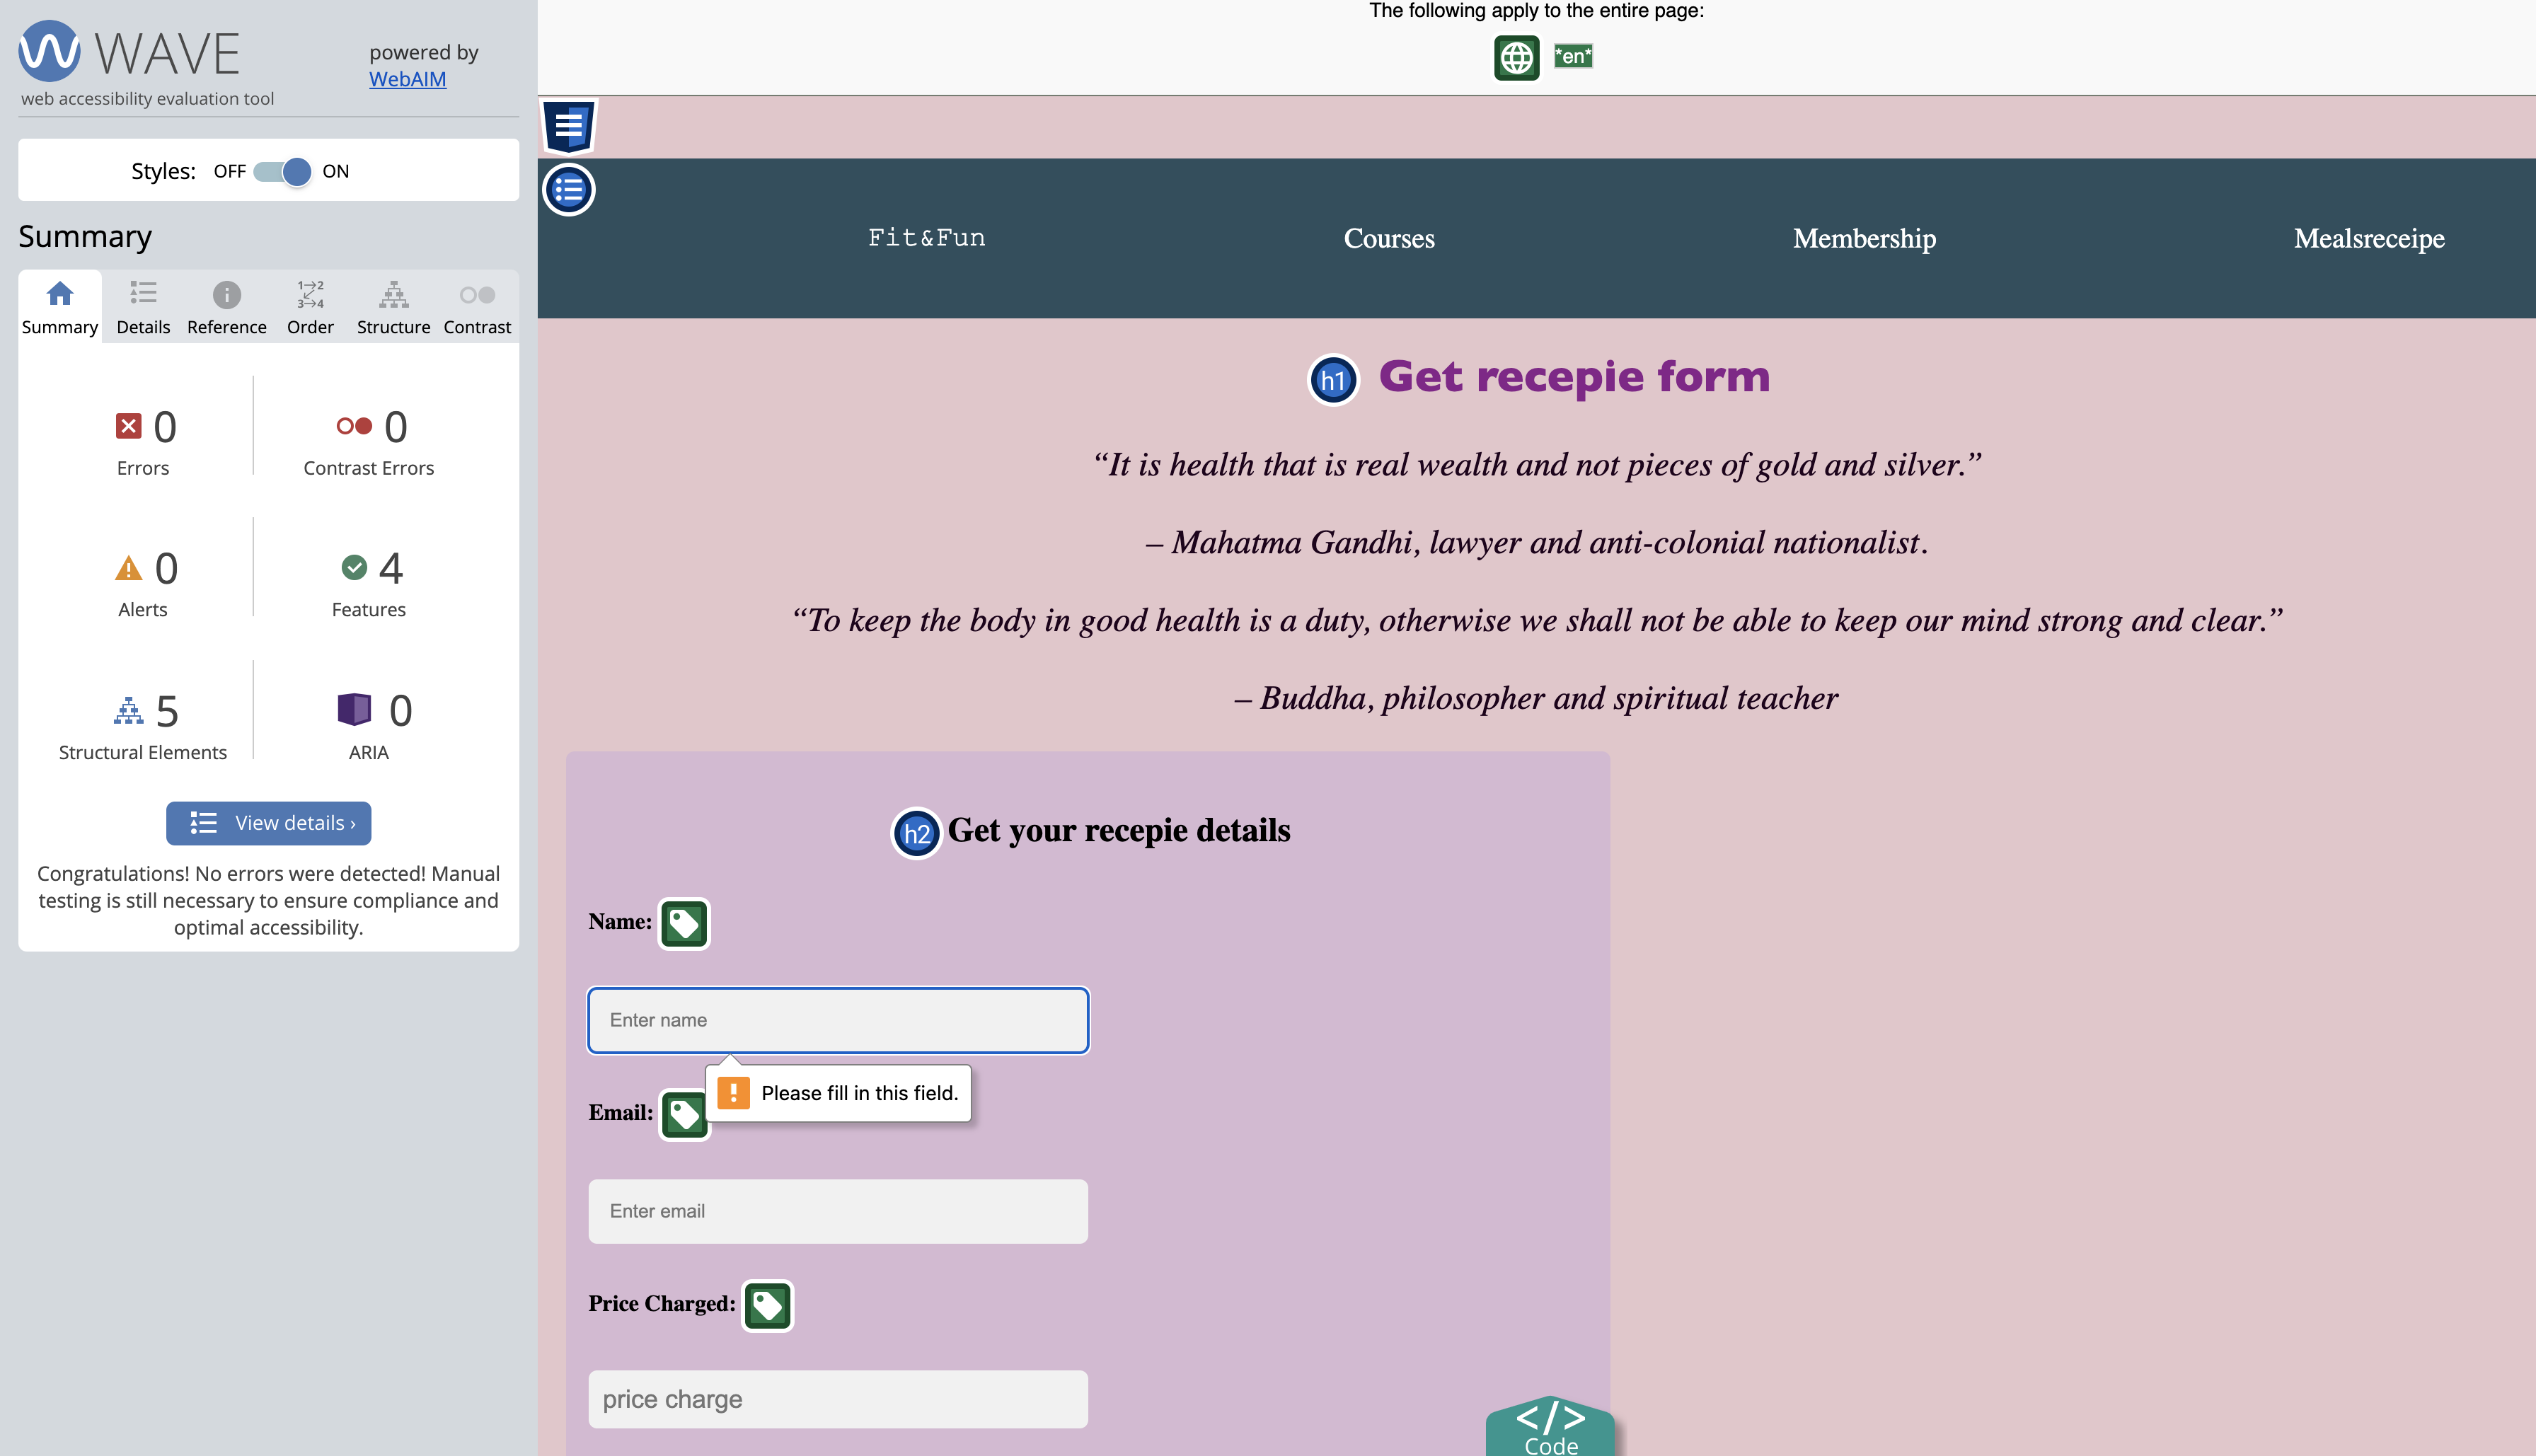 WAVE
web accessibility evaluation tool
powered by
WebAIM
Styles: OFF ON
Summary
Summary Details Reference Order Structure Contrast
1→2
3→4
0 Errors
0 Contrast Errors
0 Alerts
4 Features
5 Structural Elements
0 ARIA
View details ›
Congratulations! No errors were detected! Manual
testing is still necessary to ensure compliance and
optimal accessibility.
The following apply to the entire page:
*en*
Fit&Fun Courses Membership Mealsreceipe
h1 Get recepie form
“It is health that is real wealth and not pieces of gold and silver.”
– Mahatma Gandhi, lawyer and anti-colonial nationalist.
“To keep the body in good health is a duty, otherwise we shall not be able to keep our mind strong and clear.”
– Buddha, philosopher and spiritual teacher
h2 Get your recepie details
Name:
Enter name
Please fill in this field.
Email:
Enter email
Price Charged:
price charge
</>
Code